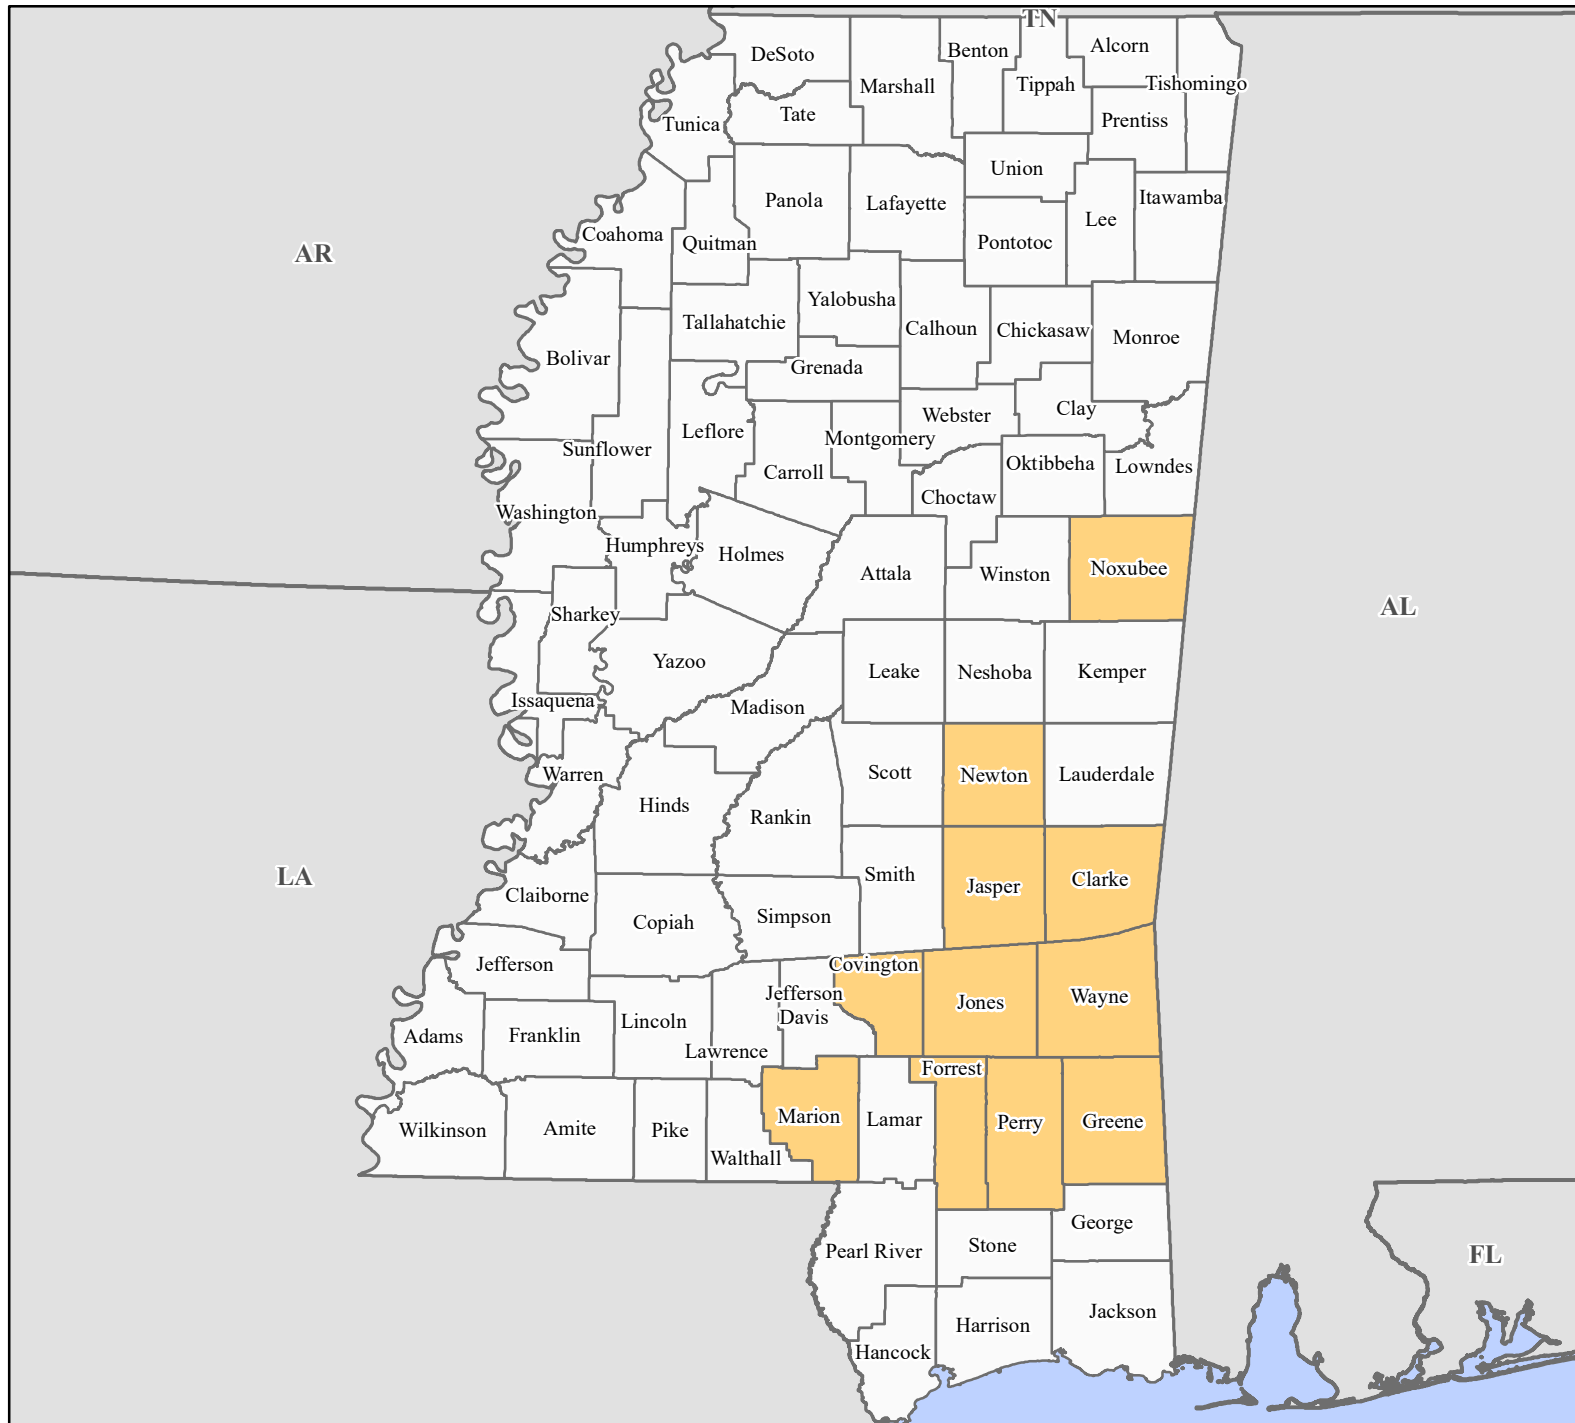 TN
DeSoto
Benton
Alcorn
Marshall
Tippah
Tishomingo
Tate
Tunica
Prentiss
Union
Panola
Lafayette
Itawamba
Lee
Coahoma
Quitman
Pontotoc
AR
Yalobusha
Tallahatchie
Calhoun
Chickasaw
Monroe
Bolivar
Grenada
Webster
Clay
Leflore
Montgomery
Sunflower
Carroll
Oktibbeha
Lowndes
Choctaw
Washington
Humphreys
Holmes
Attala
Winston
Noxubee
Sharkey
AL
Yazoo
Leake
Neshoba
Kemper
Issaquena
Madison
Warren
Scott
Newton
Lauderdale
Hinds
Rankin
LA
Smith
Jasper
Clarke
Claiborne
Copiah
Simpson
Jefferson
Covington
Jefferson
Davis
Jones
Wayne
Adams
Franklin
Lincoln
Lawrence
Forrest
Wilkinson
Amite
Pike
Marion
Lamar
Perry
Greene
Walthall
George
Pearl River
Stone
FL
Jackson
Harrison
Hancock